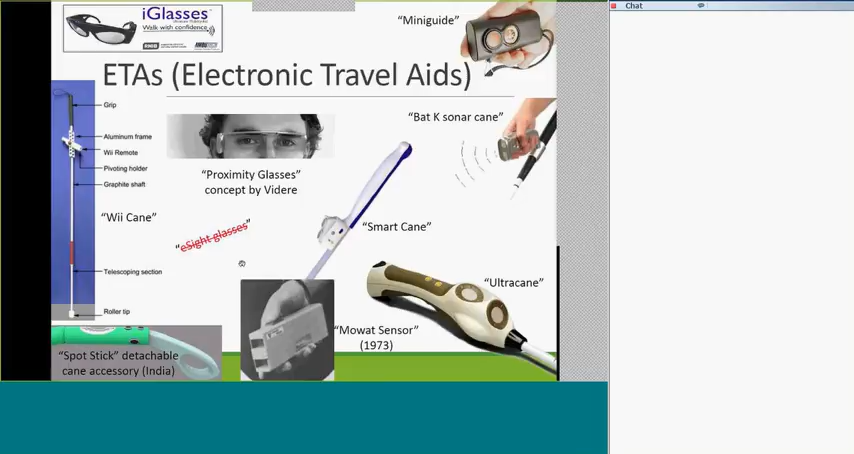 Chat
iGlasses
Walk with confidence
"Miniguide"
ETAs (Electronic Travel Aids)
Grip
Aluminum frame
Wii Remote
Pivoting holder
Graphite shaft
"Wii Cane"
Telescoping section
Roller tip
"Proximity Glasses"
concept by Videre
"Bat K sonar cane"
"eSight glasses"
"Smart Cane"
"Ultracane"
"Mowat Sensor"
(1973)
"Spot Stick" detachable
cane accessory (India)